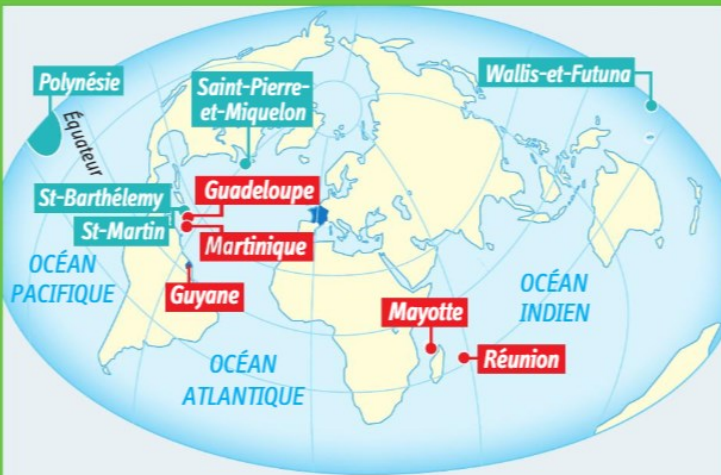 Polynésie
Équateur
Saint-Pierre-
et-Miquelon
Wallis-et-Futuna
St-Barthélemy
St-Martin
Guadeloupe
Martinique
Guyane
OCÉAN
PACIFIQUE
OCÉAN
ATLANTIQUE
Mayotte
Réunion
OCÉAN
INDIEN